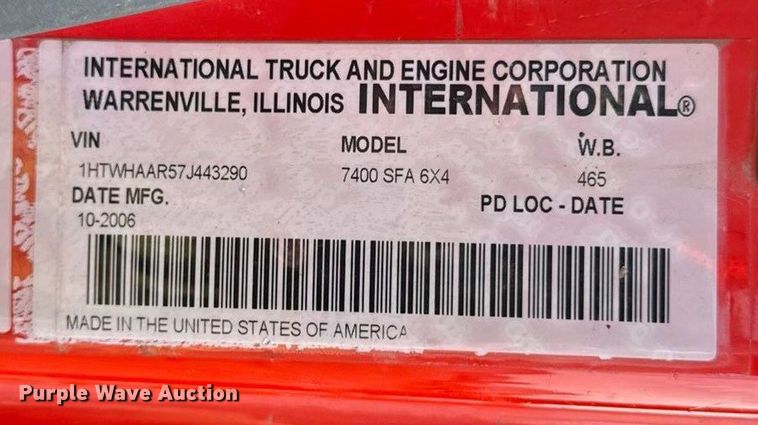 INTERNATIONAL TRUCK AND ENGINE CORPORATION
WARRENVILLE, ILLINOIS INTERNATIONAL®
VIN MODEL W.B.
1HTWHAAR57J443290 7400 SFA 6X4 465
DATE MFG. PD LOC - DATE
10-2006
MADE IN THE UNITED STATES OF AMERICA
Purple Wave Auction